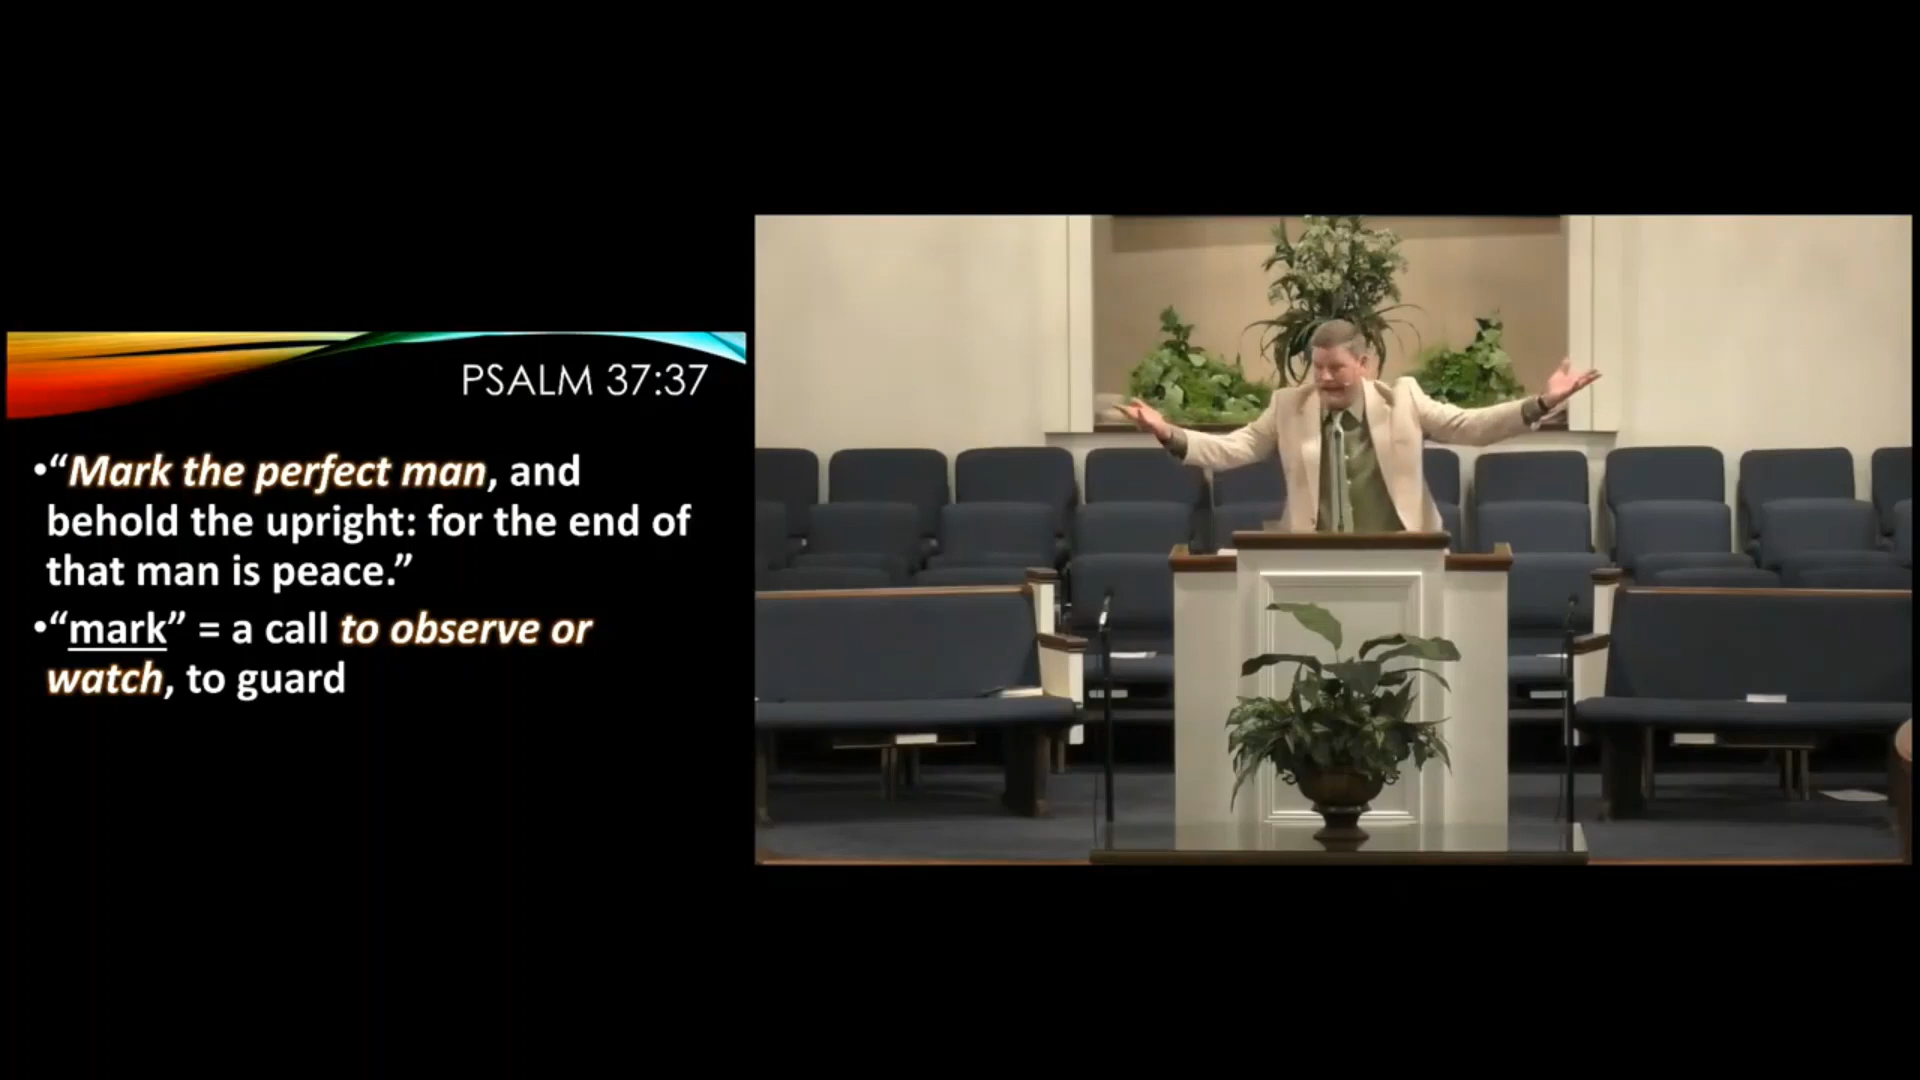 PSALM 37:37
•“Mark the perfect man, and
behold the upright: for the end of
that man is peace.”
•“mark” = a call to observe or
watch, to guard